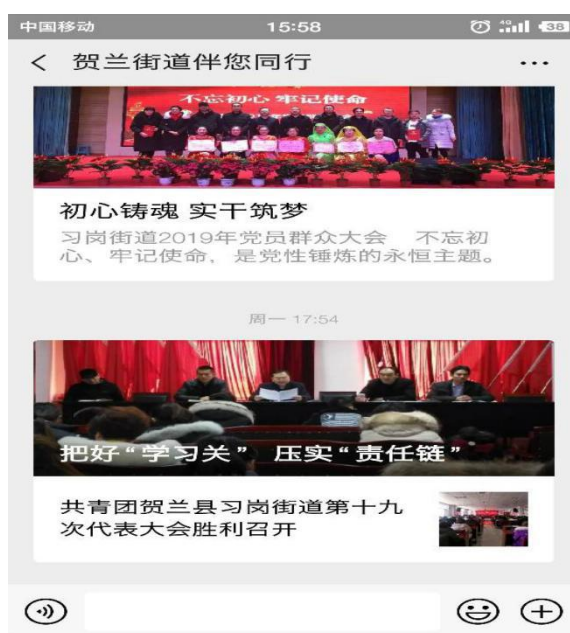 中国移动
15:58
4G
38
贺兰街道伴您同行
不忘初心 牢记使命
初心铸魂 实干筑梦
习岗街道2019年党员群众大会 不忘初
心、牢记使命，是党性锤炼的永恒主题。
周一 17:54
把好“学习关” 压实“责任链”
共青团贺兰县习岗街道第十九
次代表大会胜利召开